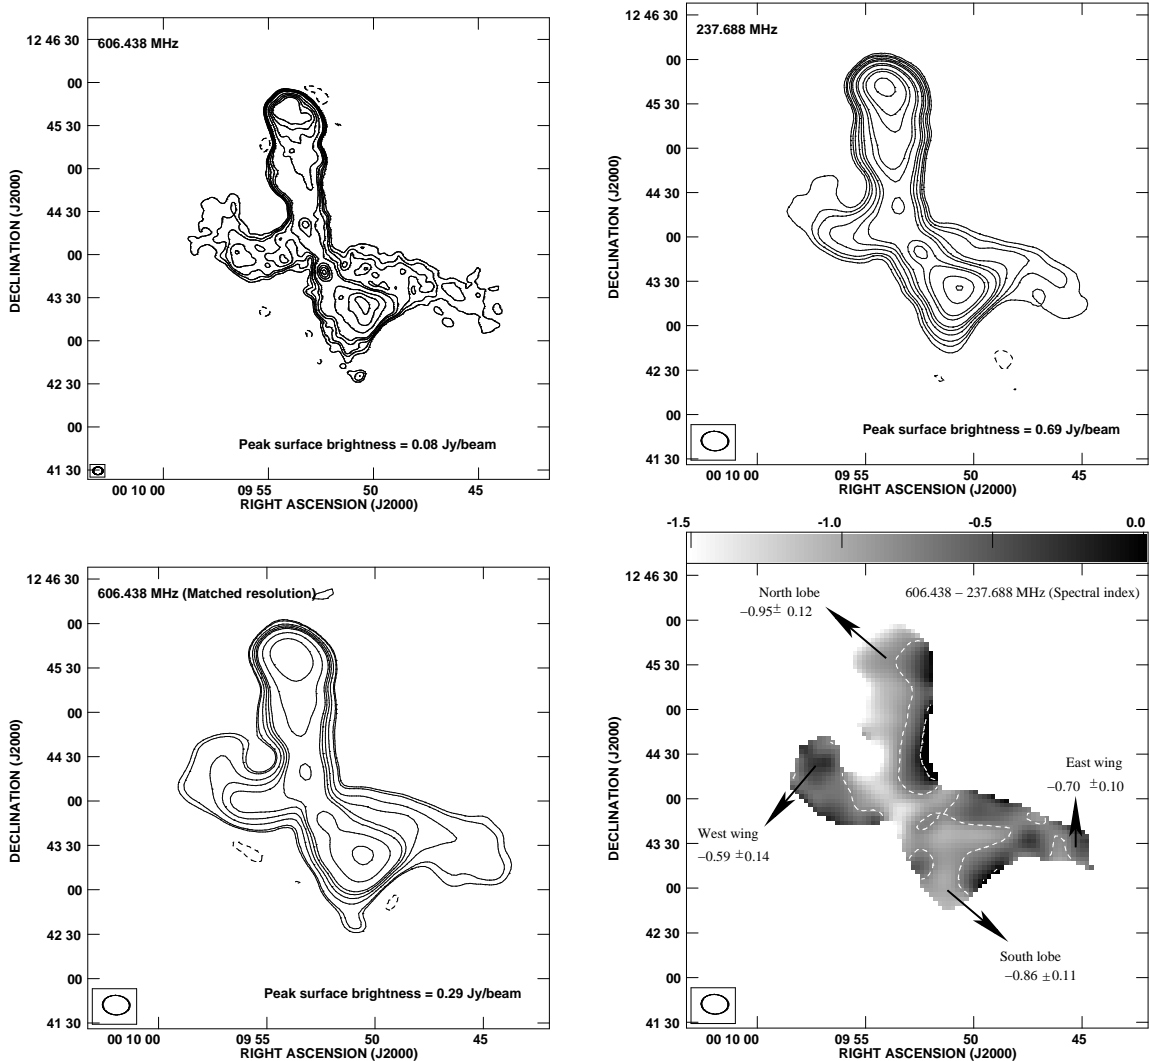 606.438 MHz
12 46 30
00
45 30
00
44 30
00
43 30
00
42 30
00
41 30
DECLINATION (J2000)
Peak surface brightness = 0.08 Jy/beam
00 10 00
09 55
50
45
RIGHT ASCENSION (J2000)
237.688 MHz
12 46 30
00
45 30
00
44 30
00
43 30
00
42 30
00
41 30
DECLINATION (J2000)
Peak surface brightness = 0.69 Jy/beam
00 10 00
09 55
50
45
RIGHT ASCENSION (J2000)
606.438 MHz (Matched resolution)
12 46 30
00
45 30
00
44 30
00
43 30
00
42 30
00
41 30
DECLINATION (J2000)
Peak surface brightness = 0.29 Jy/beam
00 10 00
09 55
50
45
RIGHT ASCENSION (J2000)
-1.5
-1.0
-0.5
0.0
606.438 − 237.688 MHz (Spectral index)
12 46 30
00
45 30
00
44 30
00
43 30
00
42 30
00
41 30
DECLINATION (J2000)
North lobe
−0.95± 0.12
East wing
−0.70 ±0.10
West wing
−0.59 ±0.14
South lobe
−0.86 ±0.11
00 10 00
09 55
50
45
RIGHT ASCENSION (J2000)